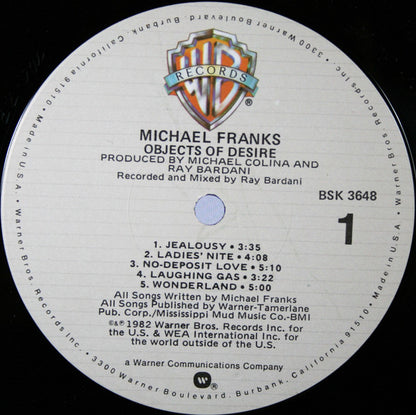 3300 Warner Boulevard, Burbank, California 91510 • Made in U.S.A. • Warner Bros. Records Inc. • 3300 Warner Boulevard, Burbank, California 91510 • Made in U.S.A. • Warner Bros. Records Inc. •
WB
RECORDS
®
MICHAEL FRANKS
OBJECTS OF DESIRE
PRODUCED BY MICHAEL COLINA AND
RAY BARDANI
Recorded and Mixed by Ray Bardani
BSK 3648
1
1. JEALOUSY • 3:35
2. LADIES' NITE • 4:08
3. NO-DEPOSIT LOVE • 5:10
4. LAUGHING GAS • 3:22
5. WONDERLAND • 5:00
All Songs Written by Michael Franks
All Songs Published by Warner-Tamerlane
Pub. Corp./Mississippi Mud Music Co.-BMI
©℗ 1982 Warner Bros. Records Inc. for
the U.S. & WEA International Inc. for
the world outside of the U.S.
a Warner Communications Company